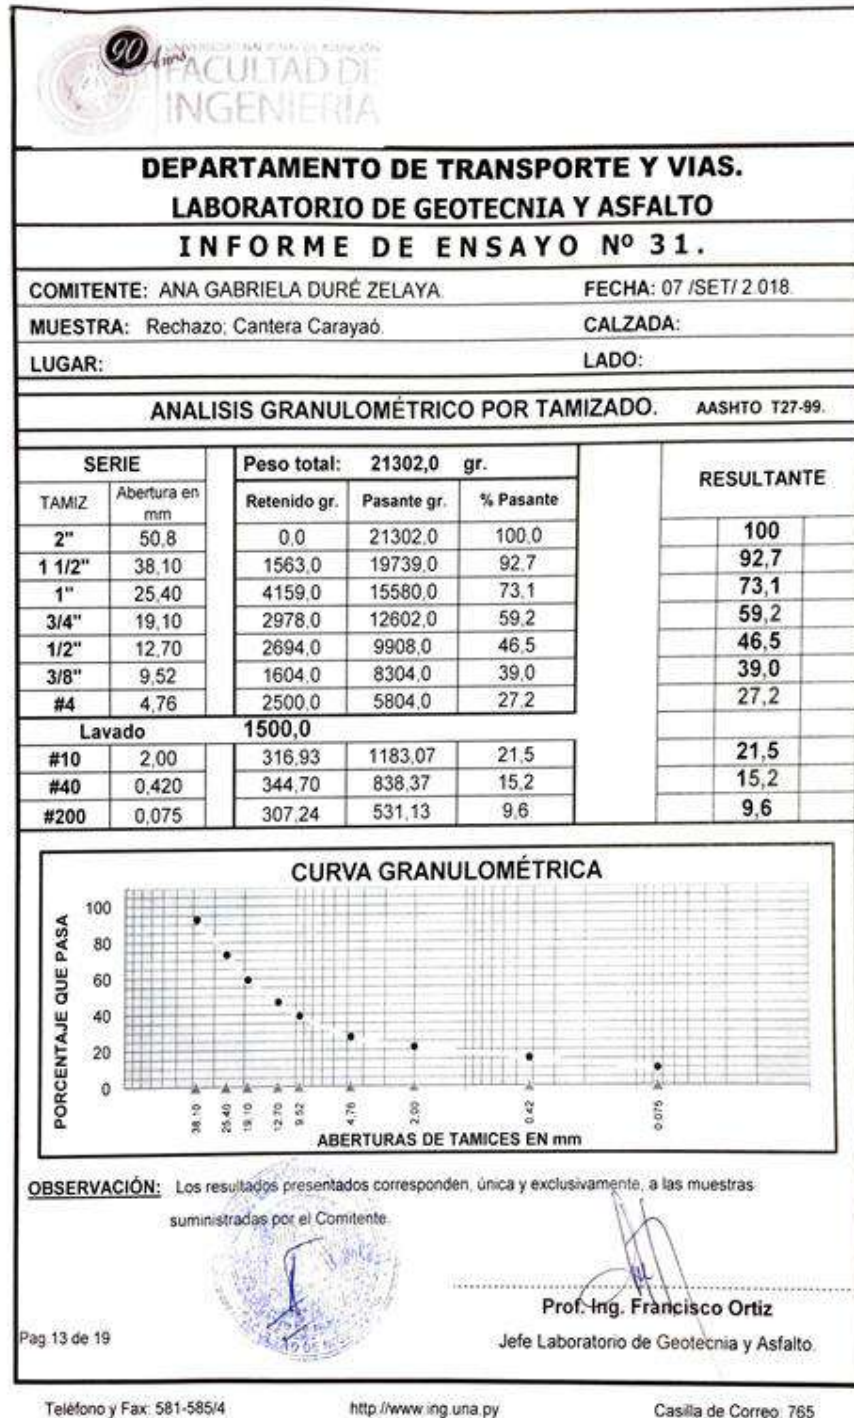 90 Años
FACULTAD DE
INGENIERÍA
DEPARTAMENTO DE TRANSPORTE Y VIAS.
LABORATORIO DE GEOTECNIA Y ASFALTO
INFORME DE ENSAYO Nº 31.
COMITENTE: ANA GABRIELA DURÉ ZELAYA. FECHA: 07 /SET/ 2.018.
MUESTRA: Rechazo; Cantera Carayaó. CALZADA:
LUGAR: LADO:
ANALISIS GRANULOMÉTRICO POR TAMIZADO. AASHTO T27-99.
SERIE Peso total: 21302,0 gr. RESULTANTE
TAMIZ Abertura en mm Retenido gr. Pasante gr. % Pasante
2" 50,8 0,0 21302,0 100,0 100
1 1/2" 38,10 1563,0 19739,0 92,7 92,7
1" 25,40 4159,0 15580,0 73,1 73,1
3/4" 19,10 2978,0 12602,0 59,2 59,2
1/2" 12,70 2694,0 9908,0 46,5 46,5
3/8" 9,52 1604,0 8304,0 39,0 39,0
#4 4,76 2500,0 5804,0 27,2 27,2
Lavado 1500,0
#10 2,00 316,93 1183,07 21,5 21,5
#40 0,420 344,70 838,37 15,2 15,2
#200 0,075 307,24 531,13 9,6 9,6
CURVA GRANULOMÉTRICA
PORCENTAJE QUE PASA
100
80
60
40
20
0
38,10 25,40 19,10 12,70 9,52 4,76 2,00 0,42 0,075
ABERTURAS DE TAMICES EN mm
OBSERVACIÓN: Los resultados presentados corresponden, única y exclusivamente, a las muestras
suministradas por el Comitente.
Prof. Ing. Francisco Ortiz
Pag.13 de 19 Jefe Laboratorio de Geotecnia y Asfalto.
Teléfono y Fax: 581-585/4 http://www.ing.una.py Casilla de Correo: 765